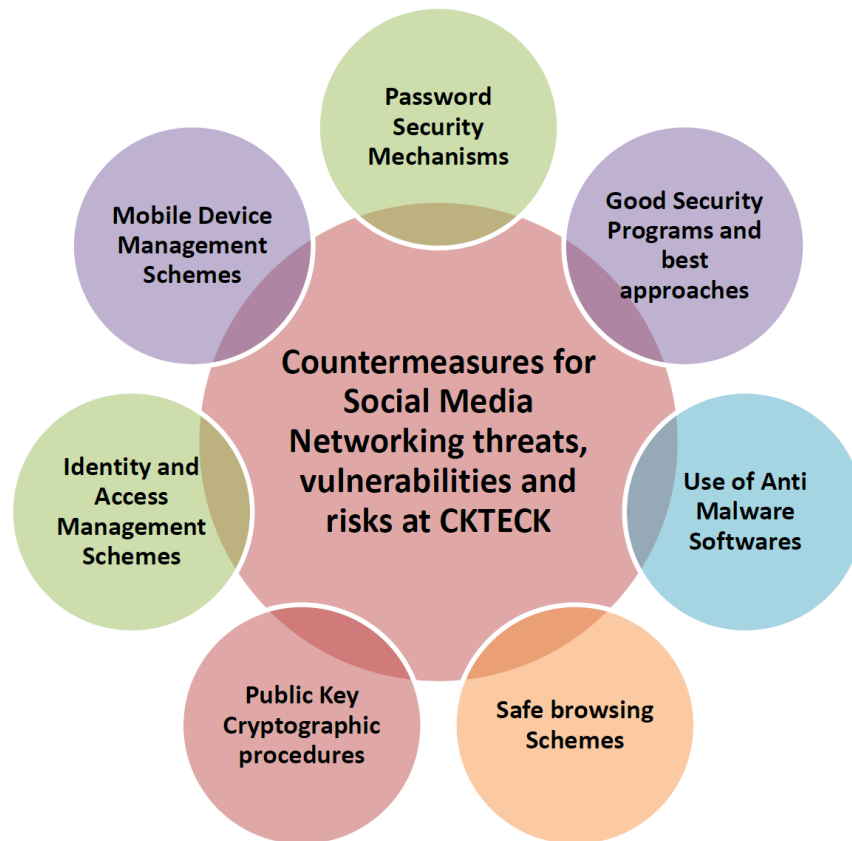 Password
Security
Mechanisms
Good Security
Programs and
best
approaches
Use of Anti
Malware
Softwares
Safe browsing
Schemes
Public Key
Cryptographic
procedures
Identity and
Access
Management
Schemes
Mobile Device
Management
Schemes
Countermeasures for
Social Media
Networking threats,
vulnerabilities and
risks at CKTECK